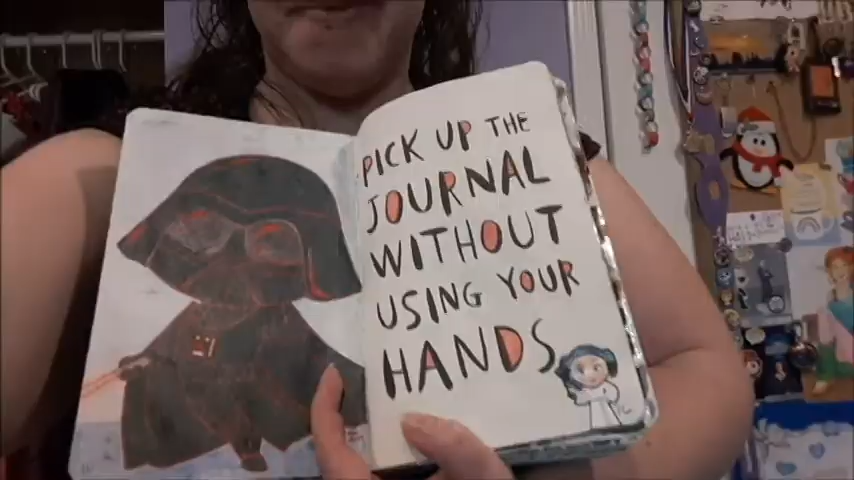 PICK UP THE
JOURNAL
WITHOUT
USING YOUR
HANDS